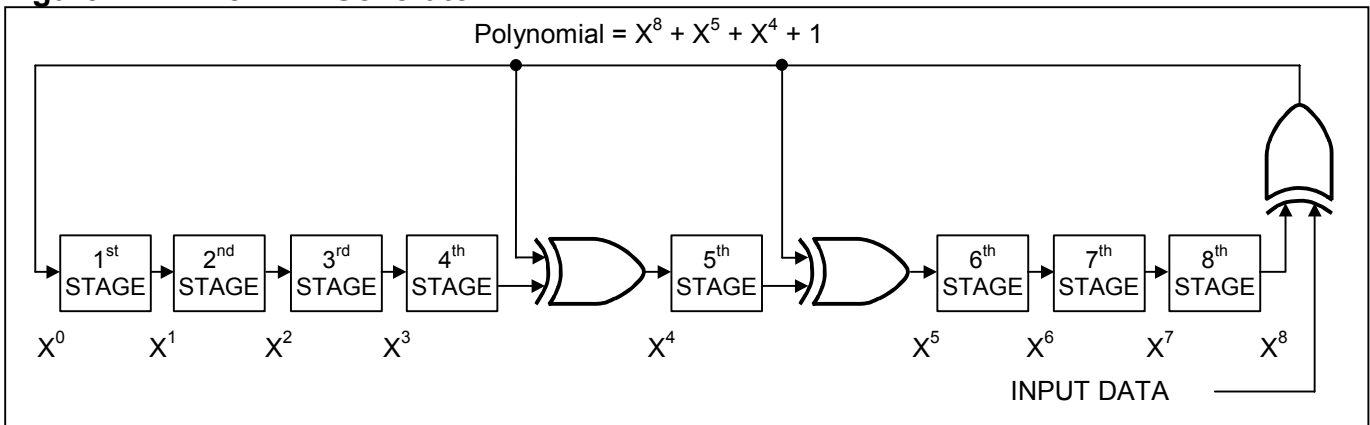 Polynomial = X⁸ + X⁵ + X⁴ + 1
1st STAGE
2nd STAGE
3rd STAGE
4th STAGE
5th STAGE
6th STAGE
7th STAGE
8th STAGE
X⁰ X¹ X² X³ X⁴ X⁵ X⁶ X⁷ X⁸
INPUT DATA